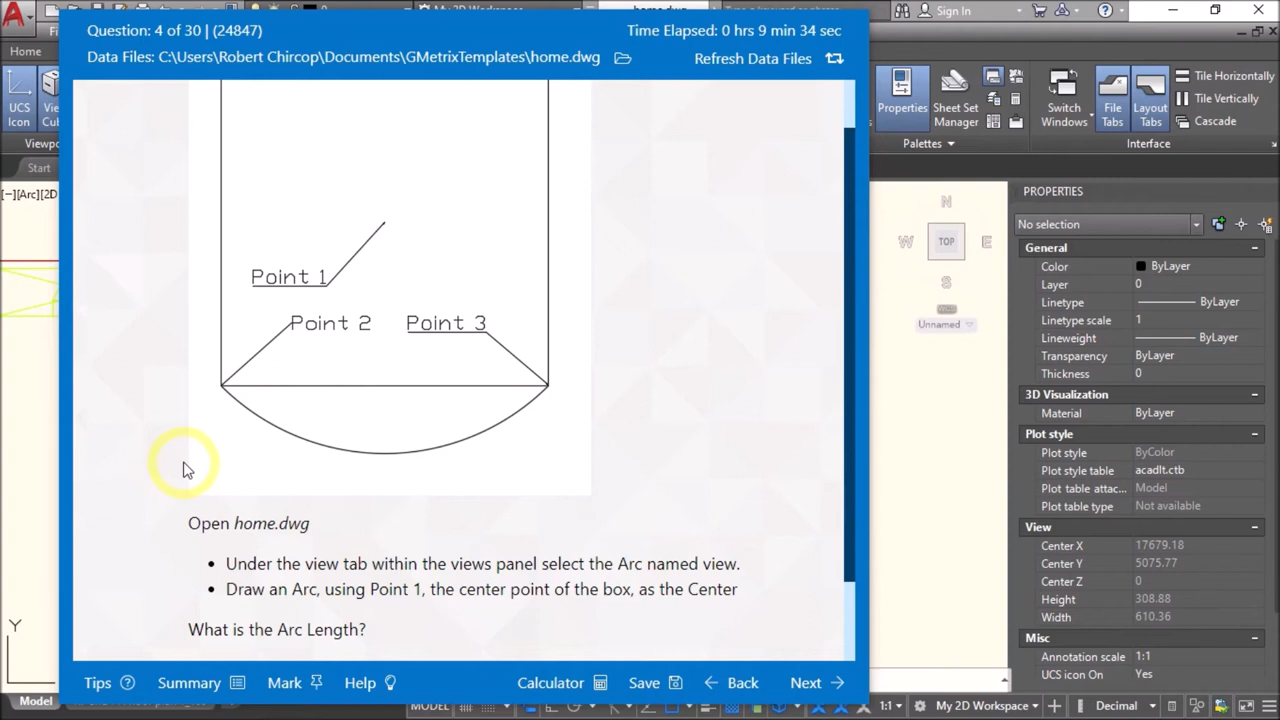 Question: 4 of 30 | (24847)
Time Elapsed: 0 hrs 9 min 34 sec
Data Files: C:\Users\Robert Chircop\Documents\GMetrixTemplates\home.dwg
Refresh Data Files
Sign In
Home
UCS
Icon
Properties
Sheet Set
Manager
Switch
Windows
File
Tabs
Layout
Tabs
Tile Horizontally
Tile Vertically
Cascade
Palettes
Interface
Start
[−][Arc][2D
Point 1
Point 2
Point 3
Open home.dwg
• Under the view tab within the views panel select the Arc named view.
• Draw an Arc, using Point 1, the center point of the box, as the Center
What is the Arc Length?
Tips
Summary
Mark
Help
Calculator
Save
Back
Next
Y
N
W
TOP
E
S
Unnamed
PROPERTIES
No selection
General
Color ByLayer
Layer 0
Linetype ByLayer
Linetype scale 1
Lineweight ByLayer
Transparency ByLayer
Thickness 0
3D Visualization
Material ByLayer
Plot style
Plot style ByColor
Plot style table acadlt.ctb
Plot table attac... Model
Plot table type Not available
View
Center X 17679.18
Center Y 5075.77
Center Z 0
Height 308.88
Width 610.36
Misc
Annotation scale 1:1
UCS icon On Yes
Model
MODEL
1:1
My 2D Workspace
Decimal